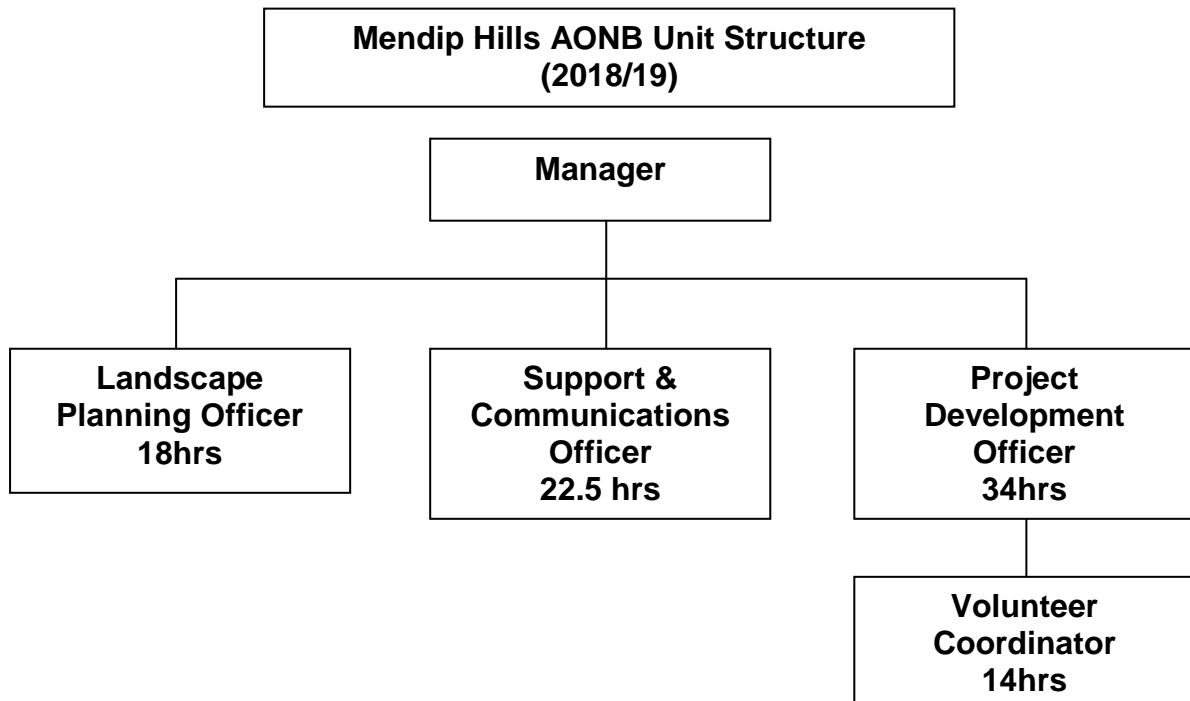 Mendip Hills AONB Unit Structure
(2018/19)
Manager
Landscape
Planning Officer
18hrs
Support &
Communications
Officer
22.5 hrs
Project
Development
Officer
34hrs
Volunteer
Coordinator
14hrs